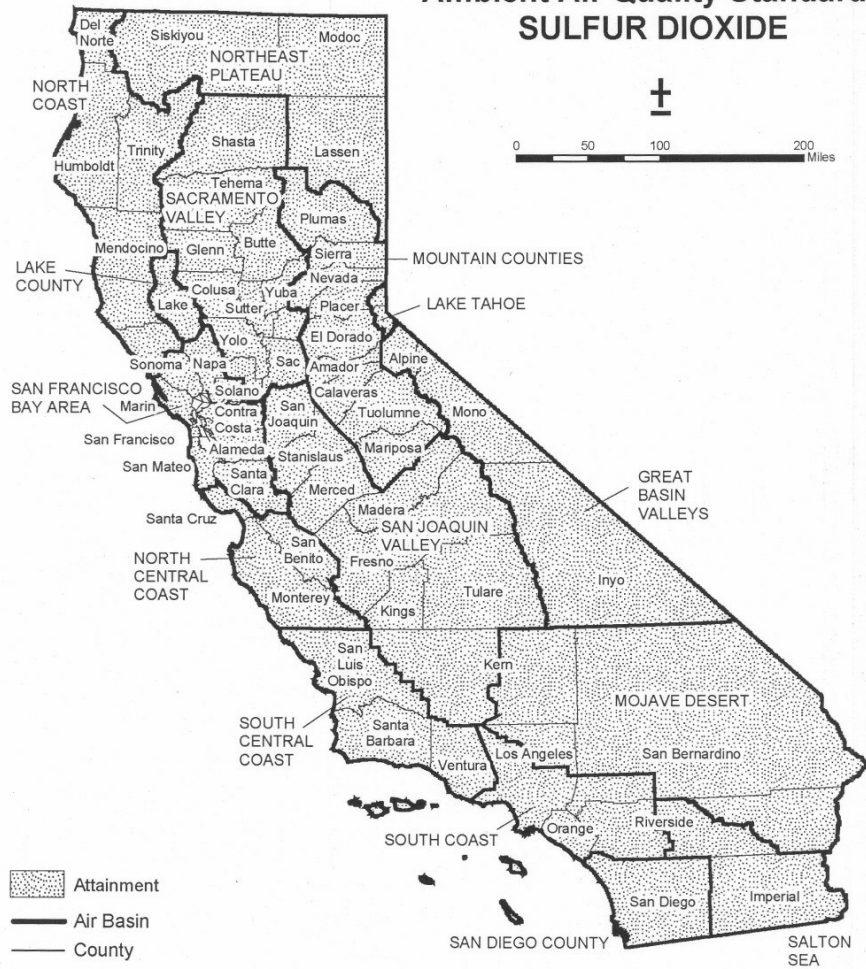 Ambient Air Quality Standard
SULFUR DIOXIDE
Del
Norte
Siskiyou
Modoc
NORTHEAST
PLATEAU
NORTH
COAST
0 50 100 200
Miles
Humboldt
Trinity
Shasta
Lassen
Tehema
SACRAMENTO
VALLEY
Plumas
Mendocino
Glenn
Butte
Sierra
MOUNTAIN COUNTIES
LAKE
COUNTY
Colusa
Yuba
Nevada
Lake
Sutter
Placer
LAKE TAHOE
Yolo
El Dorado
Sonoma
Napa
Sac
Amador
Alpine
SAN FRANCISCO
BAY AREA
Solano
Calaveras
Marin
Contra
Costa
San
Joaquin
Tuolumne
Mono
San Francisco
Alameda
Stanislaus
Mariposa
San Mateo
Santa
Clara
Merced
GREAT
BASIN
VALLEYS
Santa Cruz
Madera
SAN JOAQUIN
VALLEY
NORTH
CENTRAL
COAST
San
Benito
Fresno
Inyo
Monterey
Kings
Tulare
San
Luis
Obispo
Kern
MOJAVE DESERT
SOUTH
CENTRAL
COAST
Santa
Barbara
Ventura
Los Angeles
San Bernardino
SOUTH COAST
Orange
Riverside
Attainment
Air Basin
County
San Diego
Imperial
SAN DIEGO COUNTY
SALTON
SEA